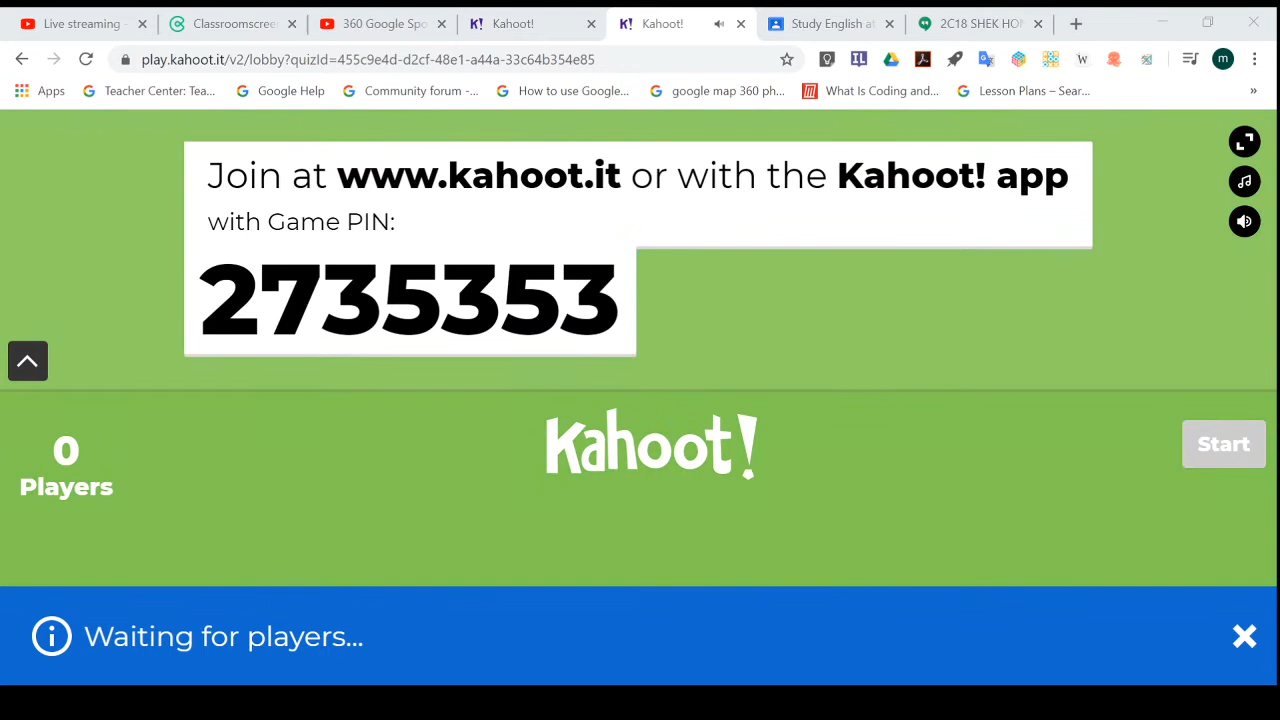 Live streaming -
Classroomscree
360 Google Spo
Kahoot!
Kahoot!
Study English at
2C18 SHEK HON
play.kahoot.it/v2/lobby?quizId=455c9e4d-d2cf-48e1-a44a-33c64b354e85
m
Apps
Teacher Center: Tea...
Google Help
Community forum -...
How to use Google...
google map 360 ph...
What Is Coding and...
Lesson Plans – Sear...
»
Join at www.kahoot.it or with the Kahoot! app
with Game PIN:
2735353
0
Players
Kahoot!
Start
Waiting for players...